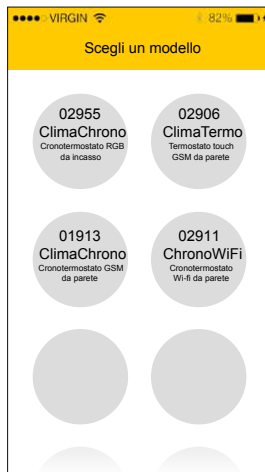 VIRGIN 82%
Scegli un modello
02955
ClimaChrono
Cronotermostato RGB
da incasso
02906
ClimaTermo
Termostato touch
GSM da parete
01913
ClimaChrono
Cronotermostato GSM
da parete
02911
ChronoWiFi
Cronotermostato
Wi-fi da parete